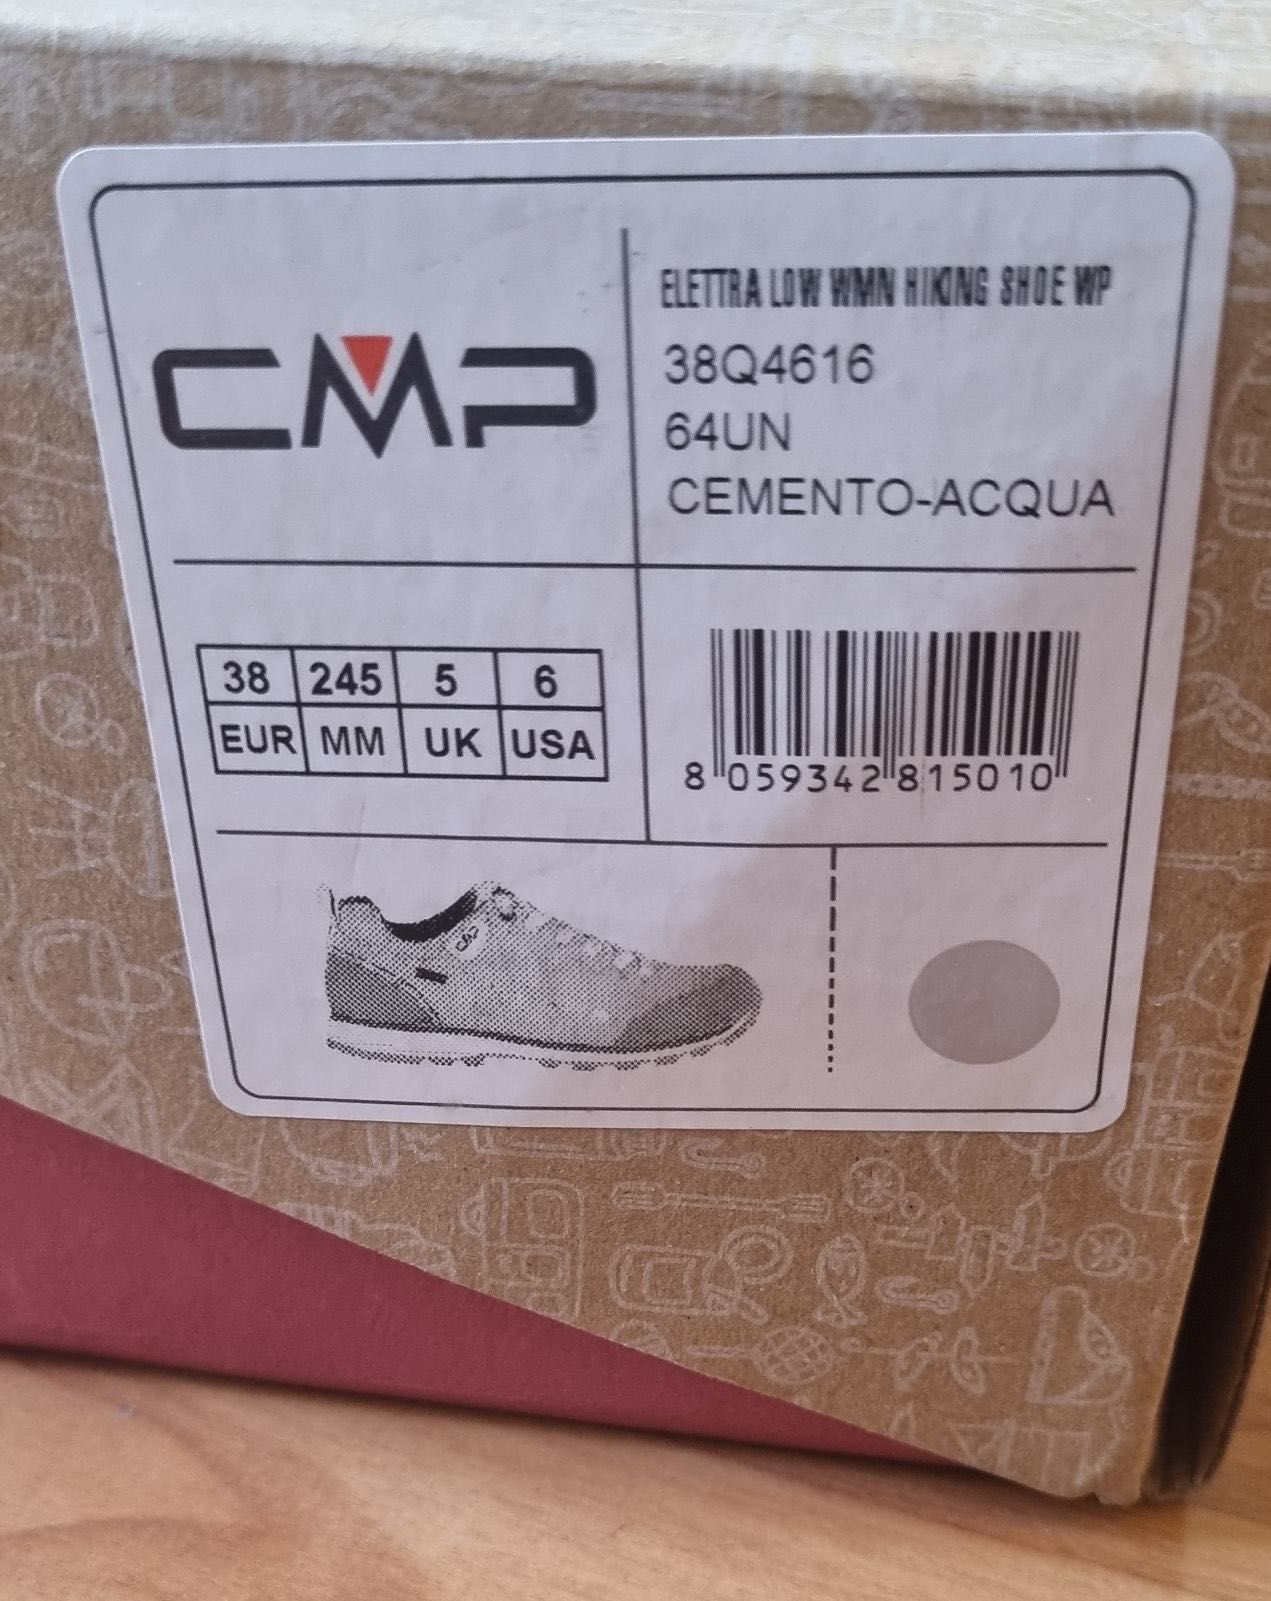 CMP
ELETTRA LOW WMN HIKING SHOE WP
38Q4616
64UN
CEMENTO-ACQUA
38 245 5 6
EUR MM UK USA
8 059342 815010